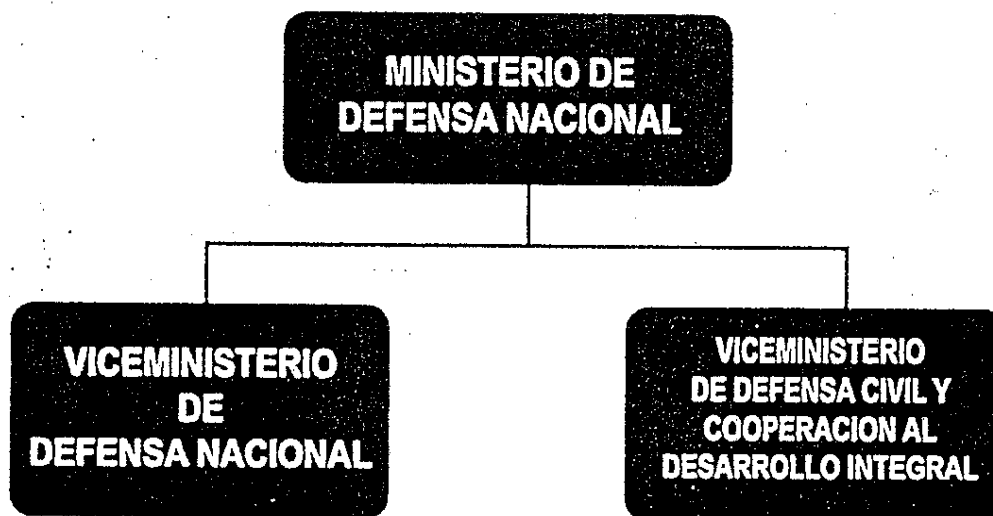 MINISTERIO DE
DEFENSA NACIONAL
VICEMINISTERIO
DE
DEFENSA NACIONAL
VICEMINISTERIO
DE DEFENSA CIVIL Y
COOPERACION AL
DESARROLLO INTEGRAL